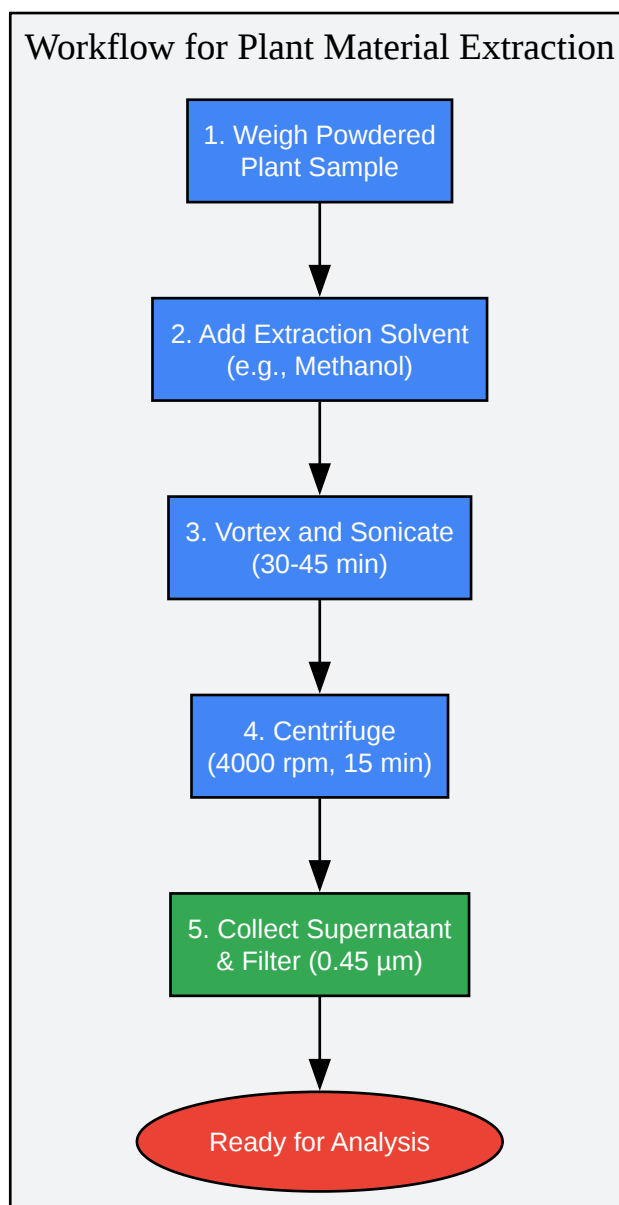 Workflow for Plant Material Extraction
1. Weigh Powdered
Plant Sample
2. Add Extraction Solvent
(e.g., Methanol)
3. Vortex and Sonicate
(30-45 min)
4. Centrifuge
(4000 rpm, 15 min)
5. Collect Supernatant
& Filter (0.45 µm)
Ready for Analysis